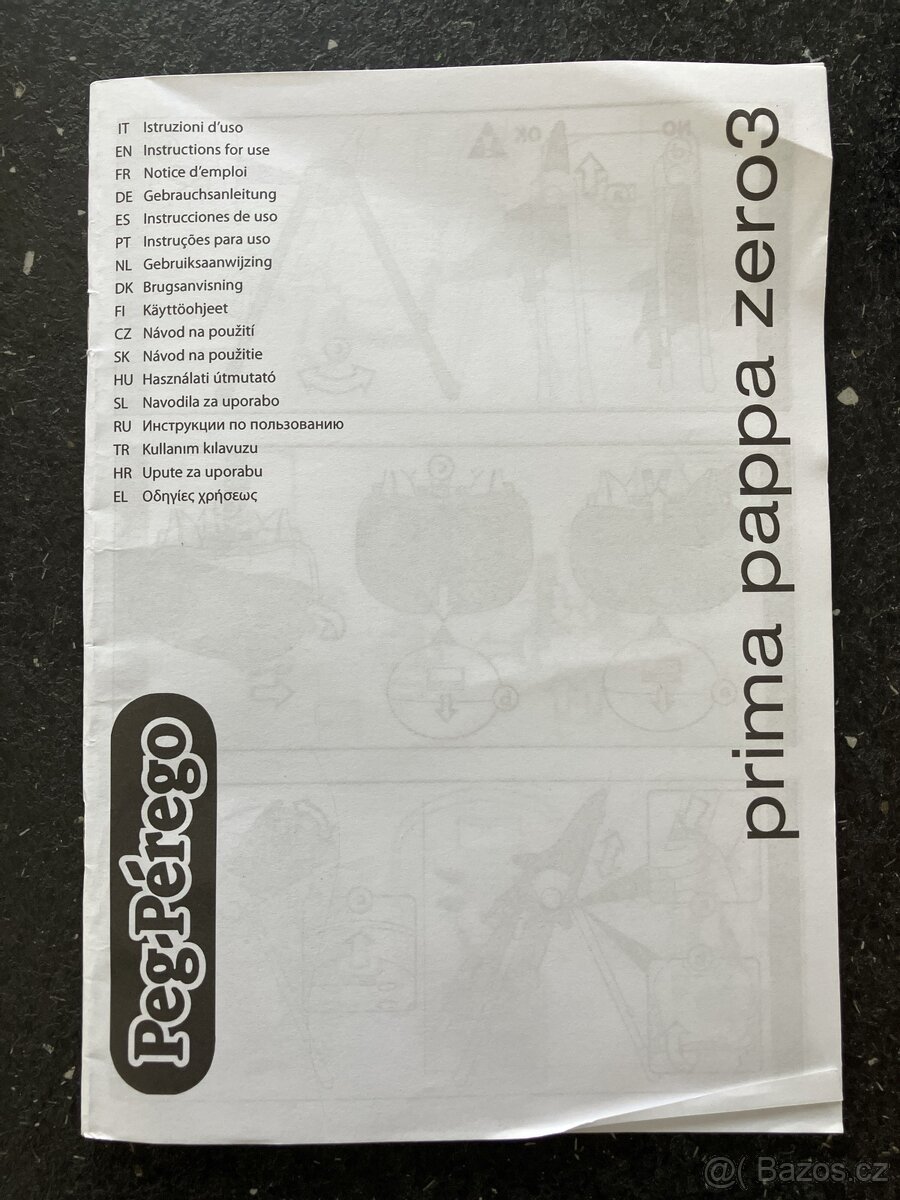 IT Istruzioni d'uso
EN Instructions for use
FR Notice d'emploi
DE Gebrauchsanleitung
ES Instrucciones de uso
PT Instruções para uso
NL Gebruiksaanwijzing
DK Brugsanvisning
FI Käyttöohjeet
CZ Návod na použití
SK Návod na použitie
HU Használati útmutató
SL Navodila za uporabo
RU Инструкции по пользованию
TR Kullanım kılavuzu
HR Upute za uporabu
EL Οδηγίες χρήσεως
prima pappa zero3
Peg-Pérego
NO
OK
@( Bazos.cz